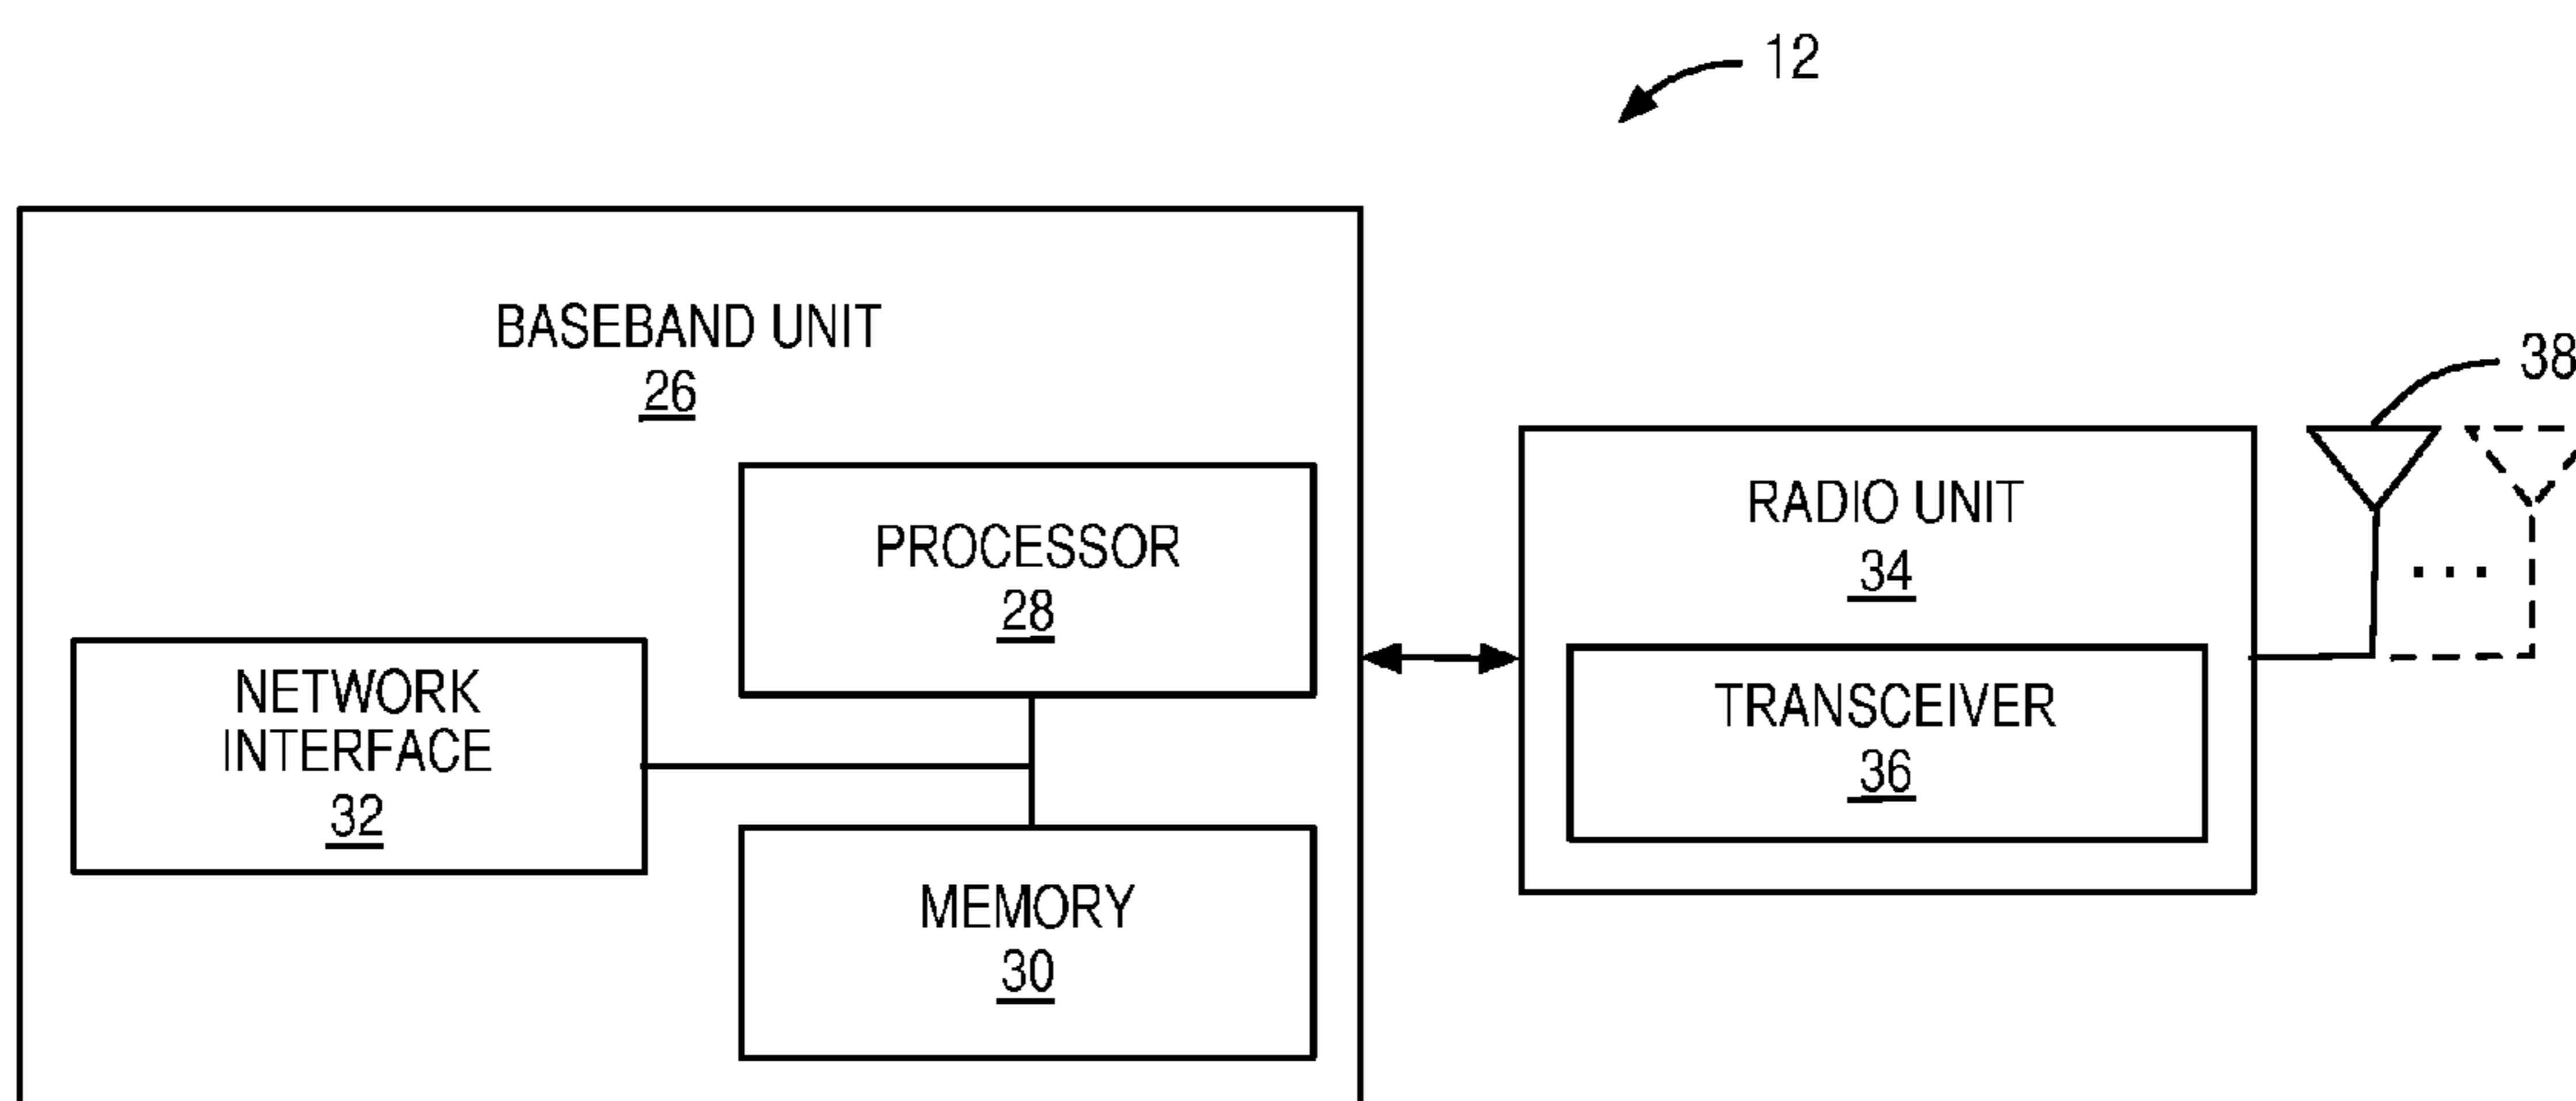 12
BASEBAND UNIT
26
PROCESSOR
28
NETWORK
INTERFACE
32
MEMORY
30
RADIO UNIT
34
TRANSCEIVER
36
38
...